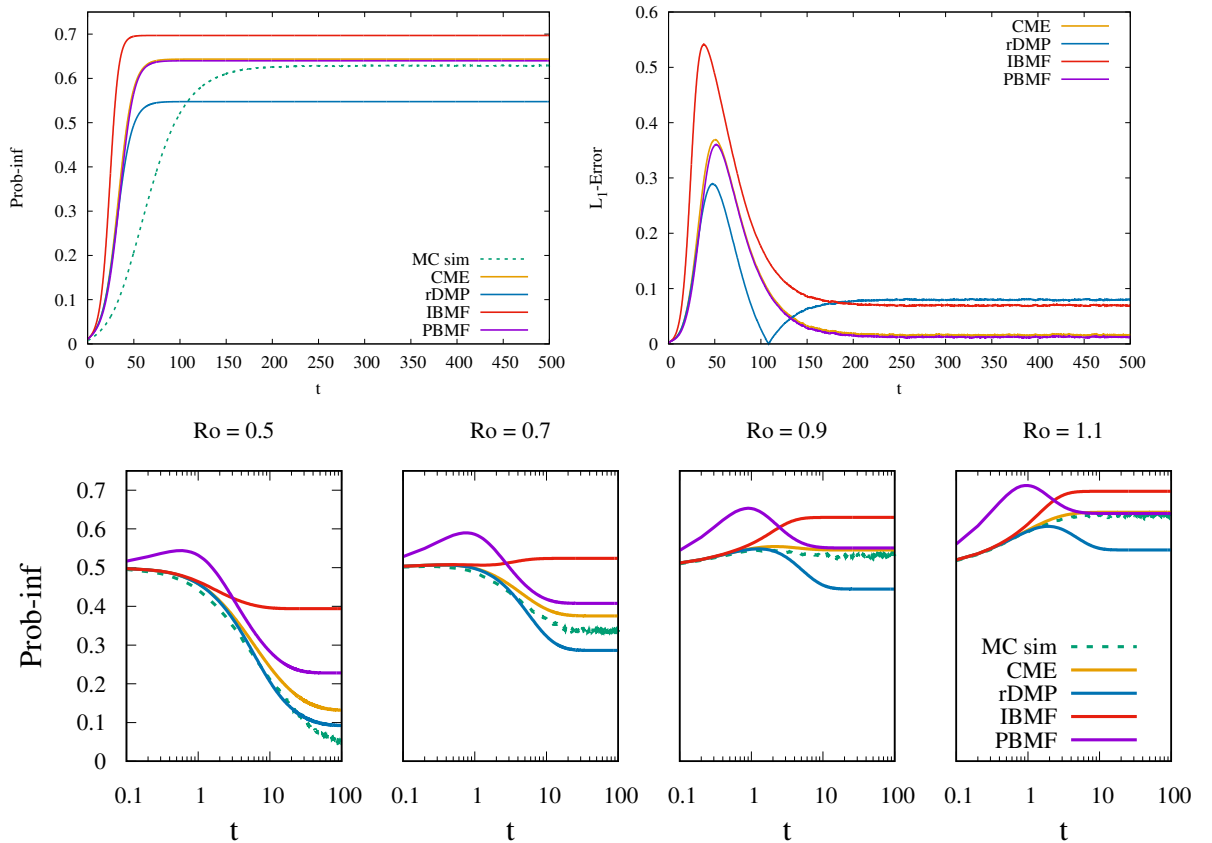 0.7
0.6
0.5
0.4
0.3
0.2
0.1
0
Prob-inf
MC sim
CME
rDMP
IBMF
PBMF
0 50 100 150 200 250 300 350 400 450 500
t
0.6
0.5
0.4
0.3
0.2
0.1
0
L1-Error
CME
rDMP
IBMF
PBMF
0 50 100 150 200 250 300 350 400 450 500
t
Ro = 0.5
Ro = 0.7
Ro = 0.9
Ro = 1.1
0.7
0.6
0.5
0.4
0.3
0.2
0.1
0
Prob-inf
MC sim
CME
rDMP
IBMF
PBMF
0.1 1 10 100
t
0.1 1 10 100
t
0.1 1 10 100
t
0.1 1 10 100
t